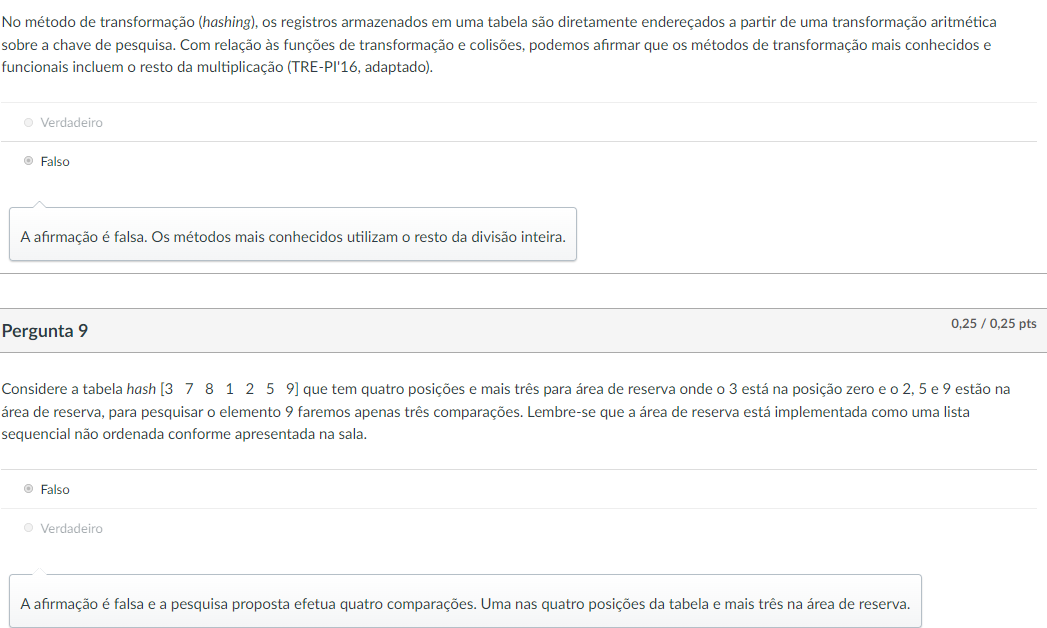 No método de transformação (hashing), os registros armazenados em uma tabela são diretamente endereçados a partir de uma transformação aritmética
sobre a chave de pesquisa. Com relação às funções de transformação e colisões, podemos afirmar que os métodos de transformação mais conhecidos e
funcionais incluem o resto da multiplicação (TRE-PI'16, adaptado).
Verdadeiro
Falso
A afirmação é falsa. Os métodos mais conhecidos utilizam o resto da divisão inteira.
Pergunta 9
0,25 / 0,25 pts
Considere a tabela hash [3 7 8 1 2 5 9] que tem quatro posições e mais três para área de reserva onde o 3 está na posição zero e o 2, 5 e 9 estão na
área de reserva, para pesquisar o elemento 9 faremos apenas três comparações. Lembre-se que a área de reserva está implementada como uma lista
sequencial não ordenada conforme apresentada na sala.
Falso
Verdadeiro
A afirmação é falsa e a pesquisa proposta efetua quatro comparações. Uma nas quatro posições da tabela e mais três na área de reserva.